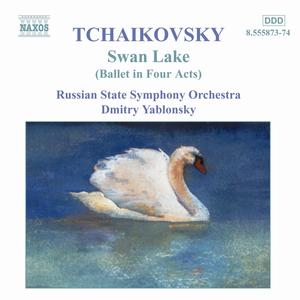 NAXOS
DDD
8.555873-74
TCHAIKOVSKY
Swan Lake
(Ballet in Four Acts)
Russian State Symphony Orchestra
Dmitry Yablonsky